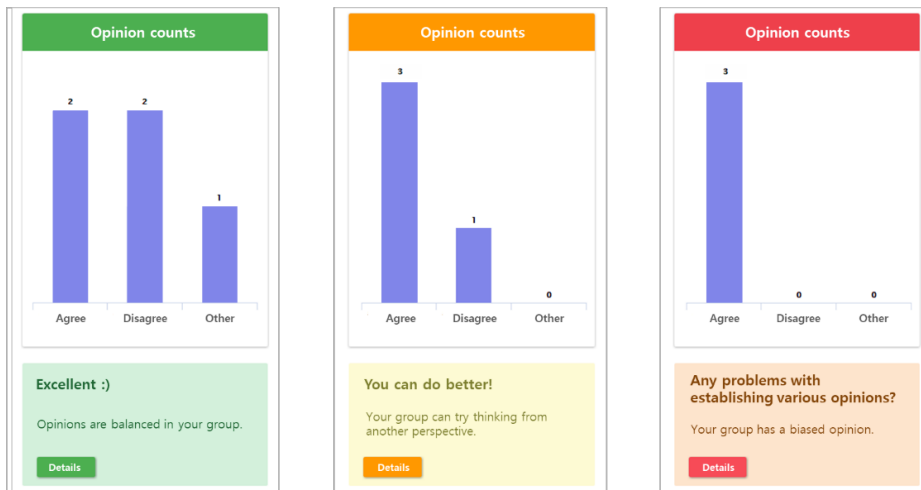 Opinion counts
2
2
1
Agree Disagree Other
Excellent :)
Opinions are balanced in your group.
Details
Opinion counts
3
1
0
Agree Disagree Other
You can do better!
Your group can try thinking from
another perspective.
Details
Opinion counts
3
0
0
Agree Disagree Other
Any problems with
establishing various opinions?
Your group has a biased opinion.
Details